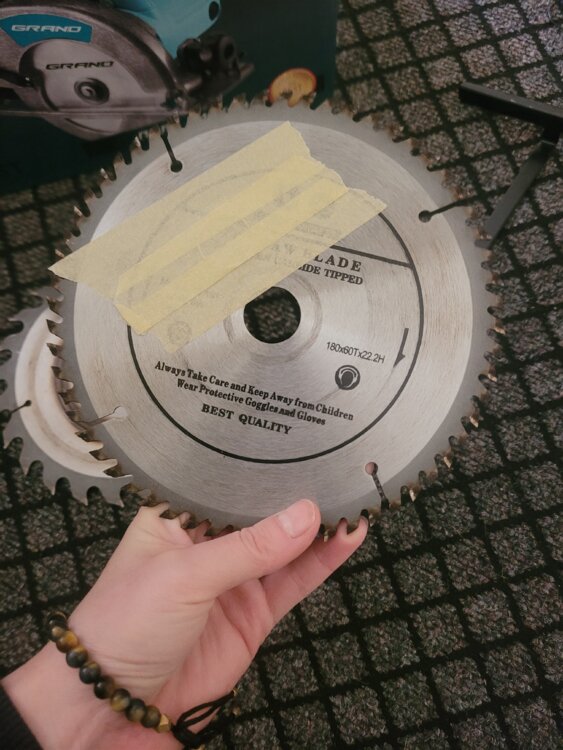 GRAND
GRAND
LADE
IDE TIPPED
180x60Tx22.2H
Always Take Care and Keep Away from Children
Wear Protective Goggles and Gloves
BEST QUALITY